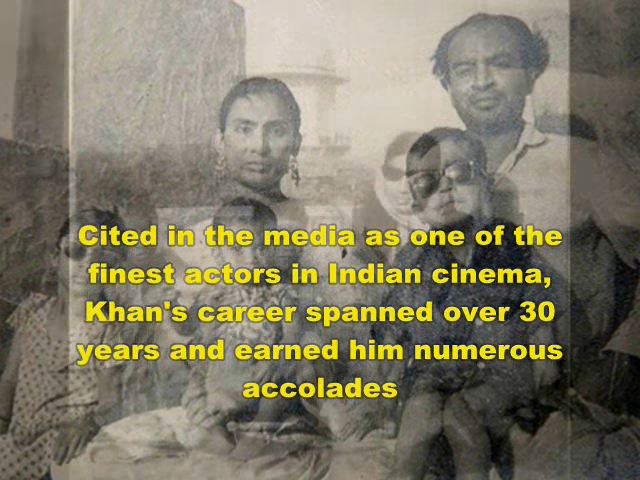 Cited in the media as one of the
finest actors in Indian cinema,
Khan's career spanned over 30
years and earned him numerous
accolades